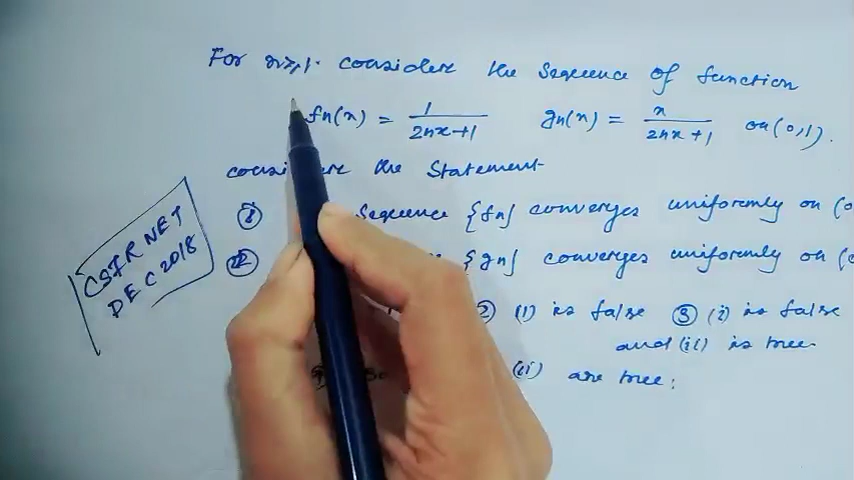 For n≥1. consider the sequence of function
fn(x) = 1/(2nx+1) gn(x) = x/(2nx+1) on (0,1).
the Statement
(i) Sequence {fn} converges uniformly on (0
{gn} converges uniformly on (0
② (i) is false ③ (i) is false
and (ii) is true
(ii) are true:
CSIR NET
DEC 2018